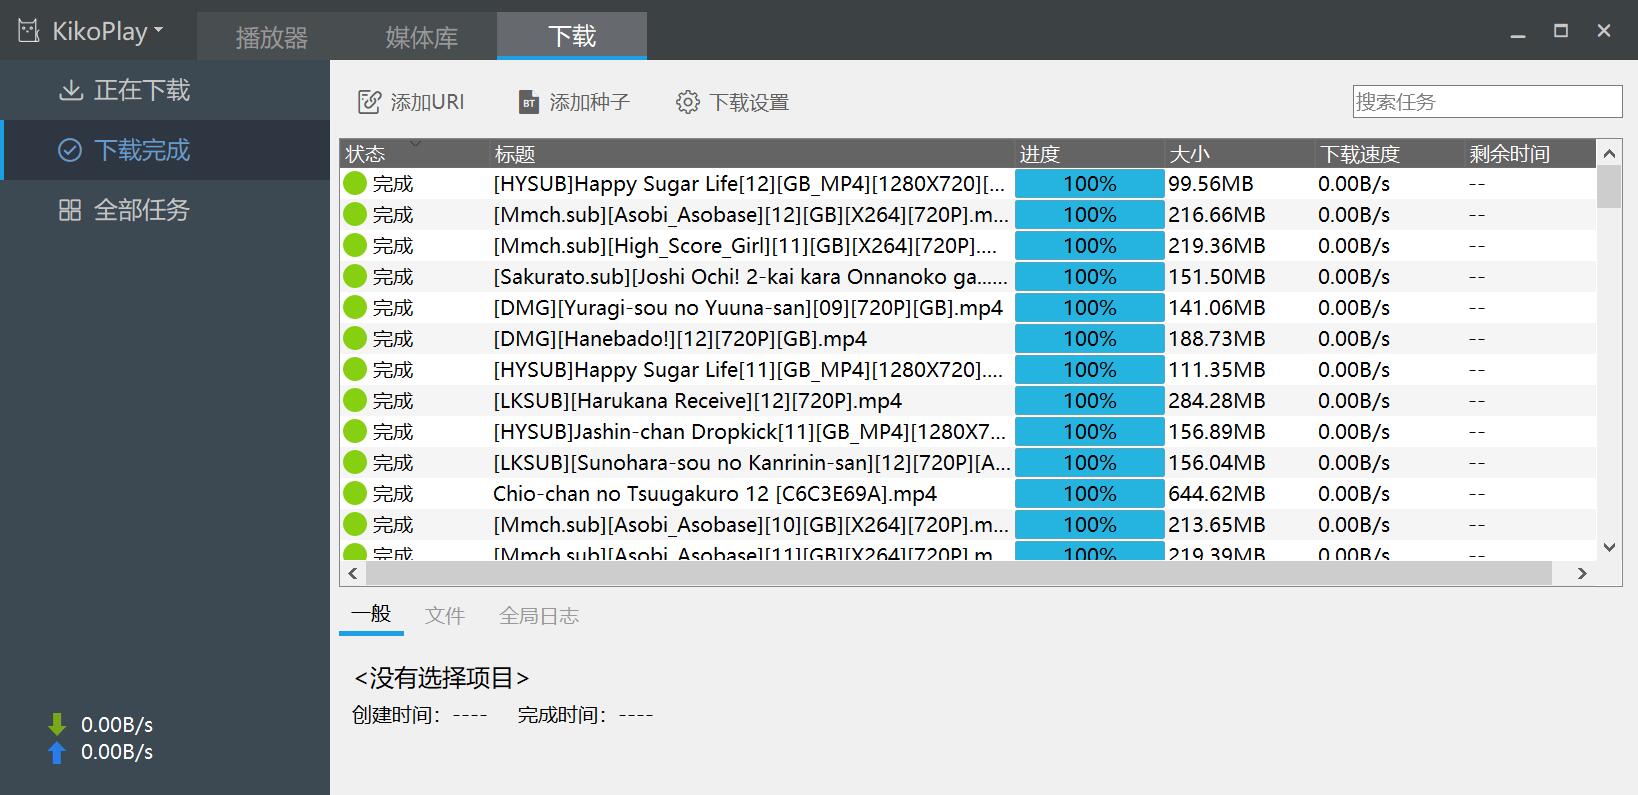 KikoPlay
播放器
媒体库
下载
正在下载
下载完成
全部任务
添加URI
BT
添加种子
下载设置
搜索任务
状态 标题 进度 大小 下载速度 剩余时间
完成 [HYSUB]Happy Sugar Life[12][GB_MP4][1280X720][... 100% 99.56MB 0.00B/s --
完成 [Mmch.sub][Asobi_Asobase][12][GB][X264][720P].m... 100% 216.66MB 0.00B/s --
完成 [Mmch.sub][High_Score_Girl][11][GB][X264][720P].... 100% 219.36MB 0.00B/s --
完成 [Sakurato.sub][Joshi Ochi! 2-kai kara Onnanoko ga...... 100% 151.50MB 0.00B/s --
完成 [DMG][Yuragi-sou no Yuuna-san][09][720P][GB].mp4 100% 141.06MB 0.00B/s --
完成 [DMG][Hanebado!][12][720P][GB].mp4 100% 188.73MB 0.00B/s --
完成 [HYSUB]Happy Sugar Life[11][GB_MP4][1280X720].... 100% 111.35MB 0.00B/s --
完成 [LKSUB][Harukana Receive][12][720P].mp4 100% 284.28MB 0.00B/s --
完成 [HYSUB]Jashin-chan Dropkick[11][GB_MP4][1280X7... 100% 156.89MB 0.00B/s --
完成 [LKSUB][Sunohara-sou no Kanrinin-san][12][720P][A... 100% 156.04MB 0.00B/s --
完成 Chio-chan no Tsuugakuro 12 [C6C3E69A].mp4 100% 644.62MB 0.00B/s --
完成 [Mmch.sub][Asobi_Asobase][10][GB][X264][720P].m... 100% 213.65MB 0.00B/s --
完成 [Mmch.sub][Asobi_Asobase][11][GB][X264][720P].m... 100% 219.39MB 0.00B/s --
一般 文件 全局日志
<没有选择项目>
创建时间：---- 完成时间：----
0.00B/s
0.00B/s